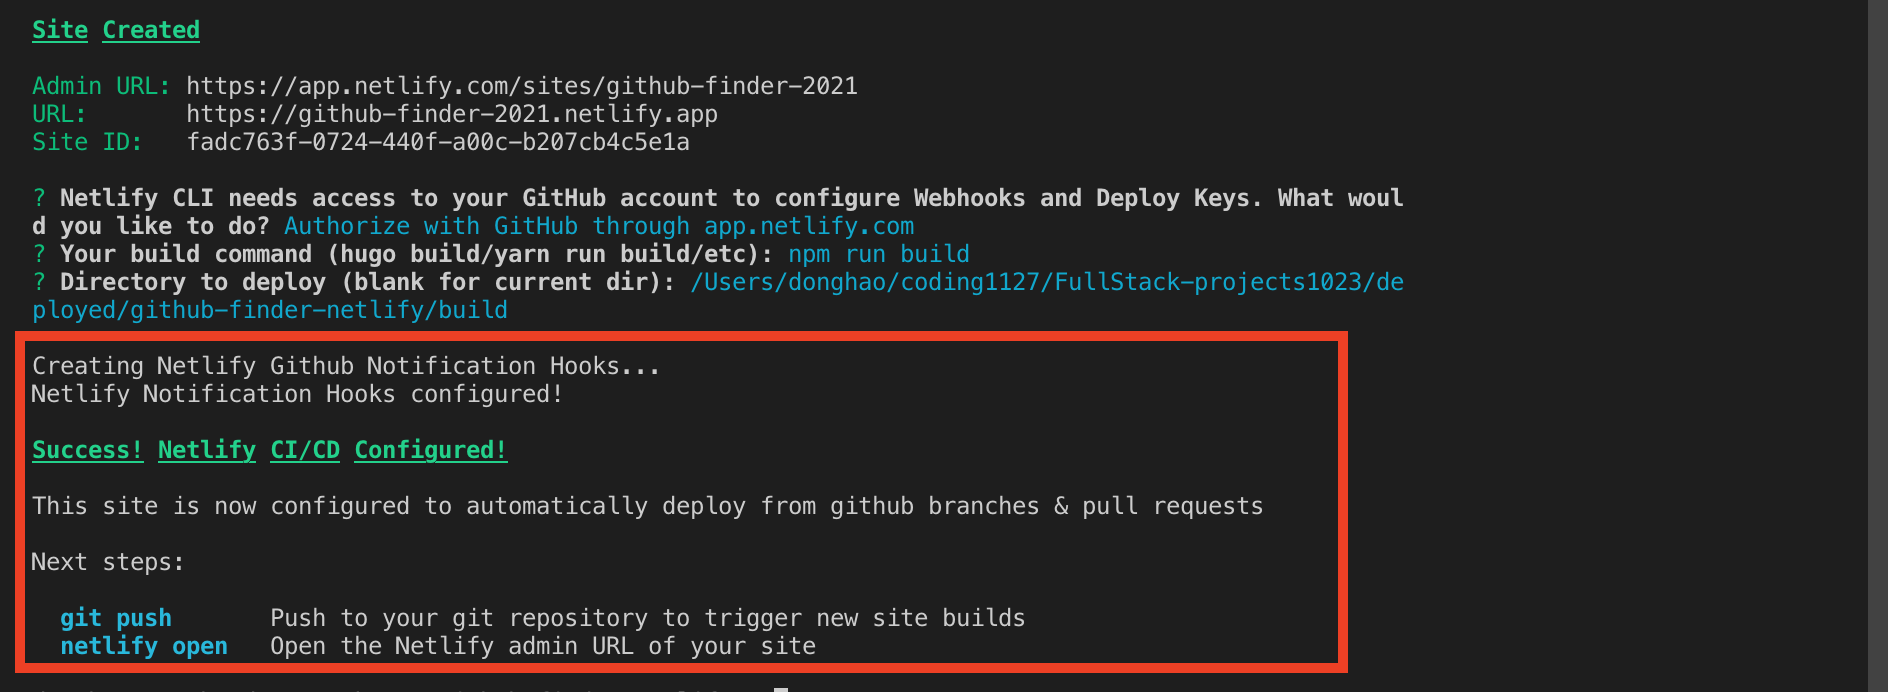 Site Created
Admin URL: https://app.netlify.com/sites/github-finder-2021
URL: https://github-finder-2021.netlify.app
Site ID: fadc763f-0724-440f-a00c-b207cb4c5e1a
? Netlify CLI needs access to your GitHub account to configure Webhooks and Deploy Keys. What woul
d you like to do? Authorize with GitHub through app.netlify.com
? Your build command (hugo build/yarn run build/etc): npm run build
? Directory to deploy (blank for current dir): /Users/donghao/coding1127/FullStack-projects1023/de
ployed/github-finder-netlify/build
Creating Netlify Github Notification Hooks...
Netlify Notification Hooks configured!
Success! Netlify CI/CD Configured!
This site is now configured to automatically deploy from github branches & pull requests
Next steps:
git push Push to your git repository to trigger new site builds
netlify open Open the Netlify admin URL of your site